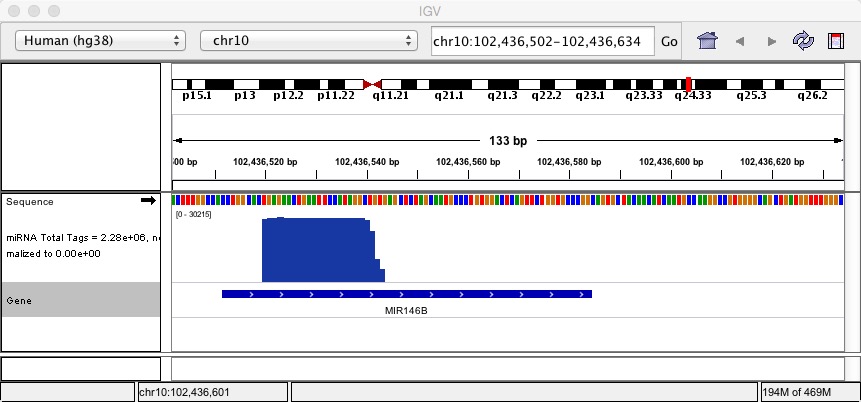 IGV
Human (hg38) chr10 chr10:102,436,502-102,436,634 Go
p15.1 p13 p12.2 p11.22 q11.21 q21.1 q21.3 q22.2 q23.1 q23.33 q24.33 q25.3 q26.2
133 bp
00 bp 102,436,520 bp 102,436,540 bp 102,436,560 bp 102,436,580 bp 102,436,600 bp 102,436,620 bp
Sequence
[0 - 30215]
miRNA Total Tags = 2.28e+06, n
malized to 0.00e+00
Gene
MIR146B
chr10:102,436,601 194M of 469M